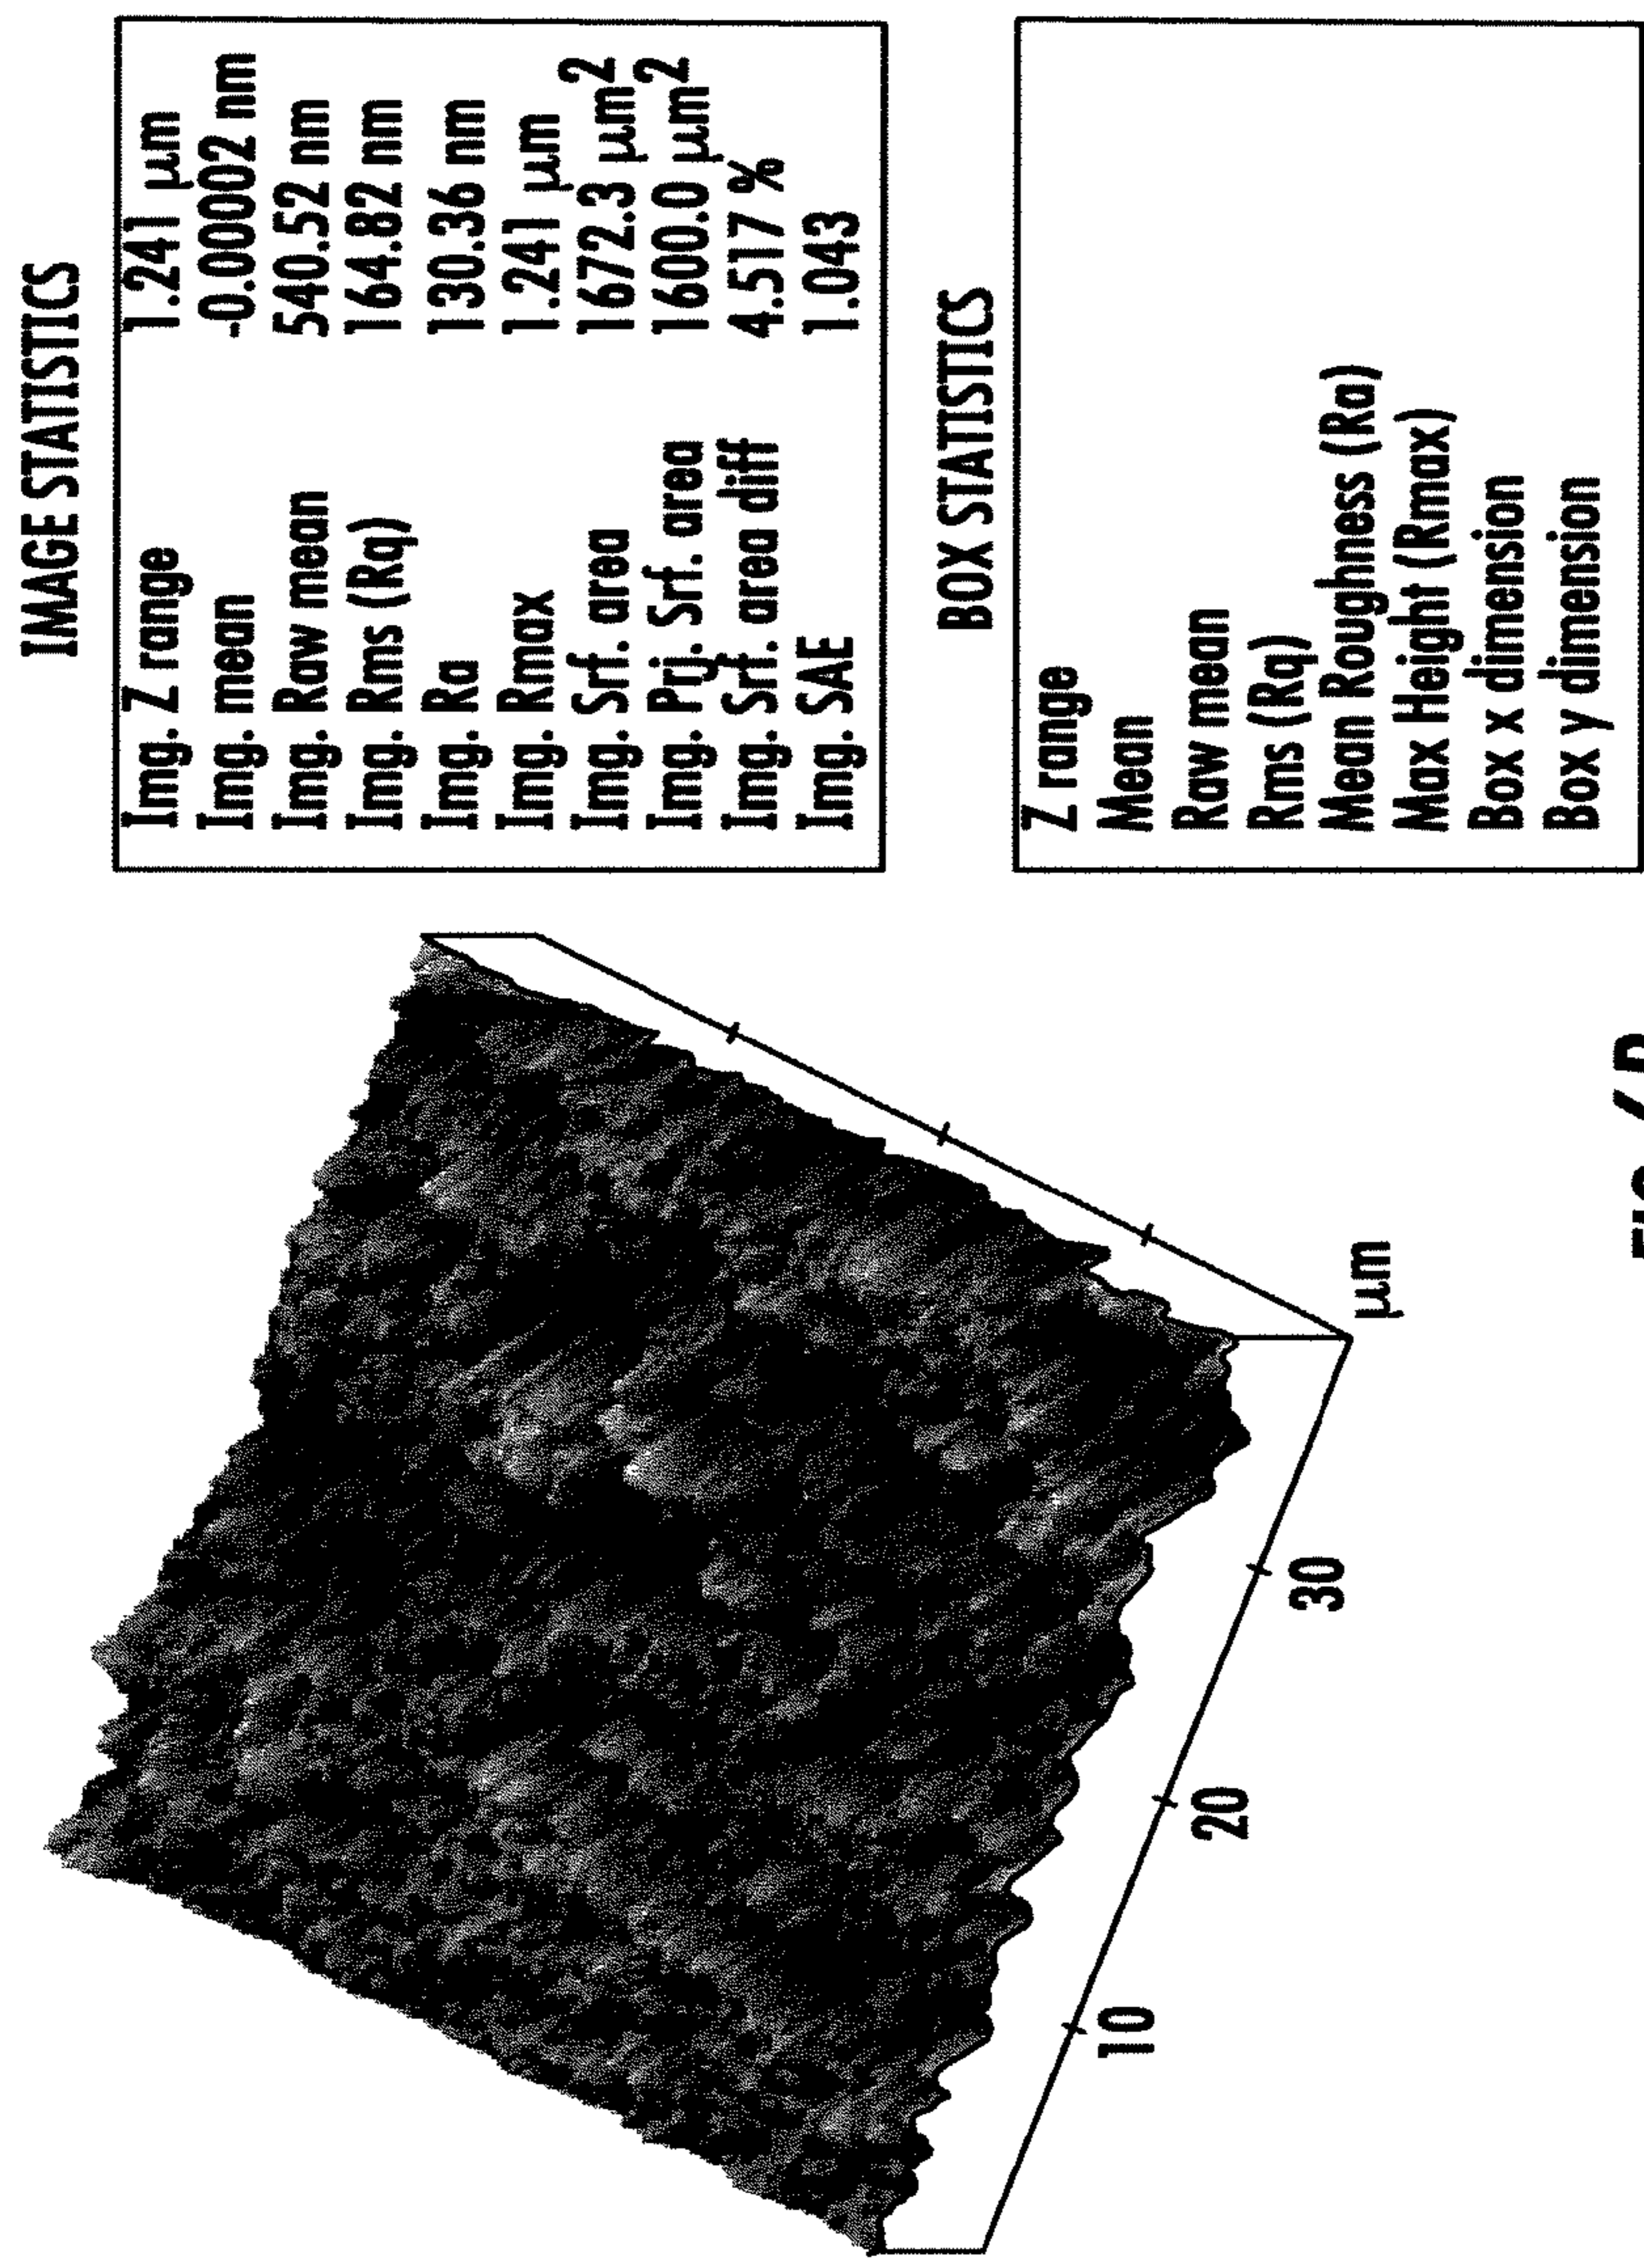 IMAGE STATISTICS
Img. Z range 1.241 μm
Img. mean -0.00002 nm
Img. Raw mean 540.52 nm
Img. Rms (Rq) 164.82 nm
Img. Ra 130.36 nm
Img. Rmax 1.241 μm
Img. Srf. area 1672.3 μm2
Img. Prj. Srf. area 1600.0 μm2
Img. Srf. area diff 4.517 %
Img. SAE 1.043
BOX STATISTICS
Z range
Mean
Raw mean
Rms (Rq)
Mean Roughness (Ra)
Max Height (Rmax)
Box x dimension
Box y dimension
10
20
30
μm